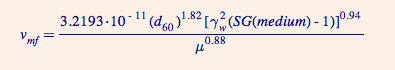 v_mf = 3.2193·10^-11 (d_60)^1.82 [γ_w^2 (SG(medium) - 1)]^0.94 / μ^0.88